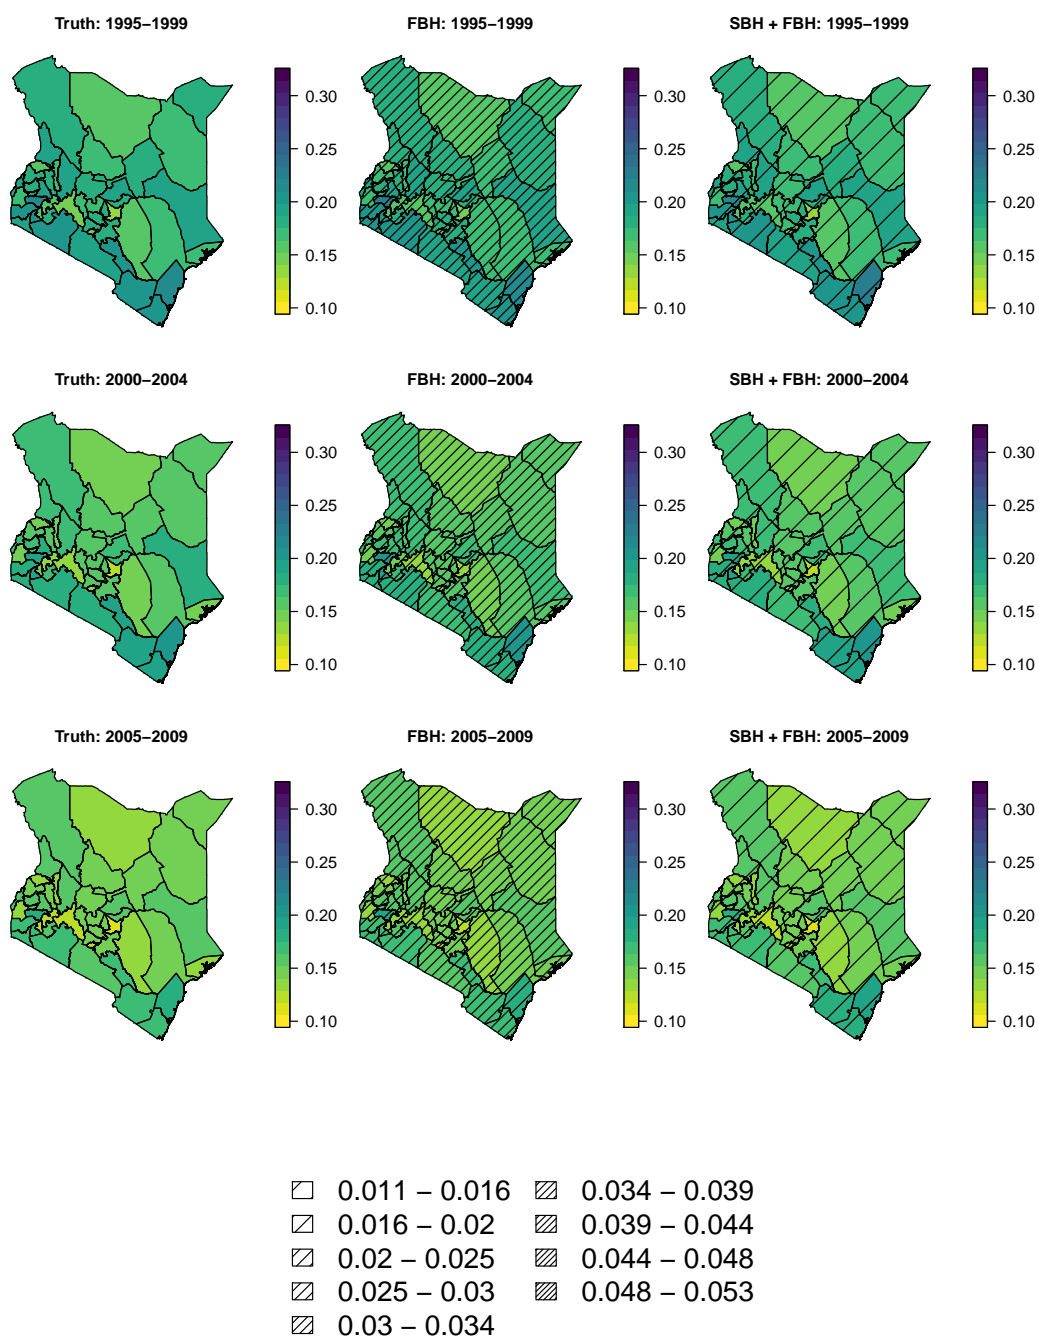 Truth: 1995−1999
FBH: 1995−1999
SBH + FBH: 1995−1999
0.30
0.25
0.20
0.15
0.10
0.30
0.25
0.20
0.15
0.10
0.30
0.25
0.20
0.15
0.10
Truth: 2000−2004
FBH: 2000−2004
SBH + FBH: 2000−2004
0.30
0.25
0.20
0.15
0.10
0.30
0.25
0.20
0.15
0.10
0.30
0.25
0.20
0.15
0.10
Truth: 2005−2009
FBH: 2005−2009
SBH + FBH: 2005−2009
0.30
0.25
0.20
0.15
0.10
0.30
0.25
0.20
0.15
0.10
0.30
0.25
0.20
0.15
0.10
0.011 − 0.016
0.016 − 0.02
0.02 − 0.025
0.025 − 0.03
0.03 − 0.034
0.034 − 0.039
0.039 − 0.044
0.044 − 0.048
0.048 − 0.053